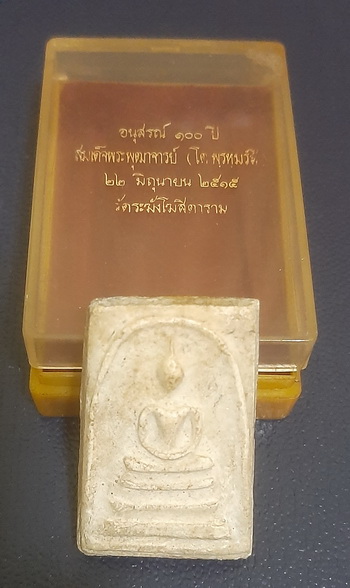 อนุสรณ์ ๑๐๐ ปี
สมเด็จพระพุฒาจารย์ (โต พรหมรังสี)
๒๒ มิถุนายน ๒๕๑๕
วัดระฆังโฆสิตาราม